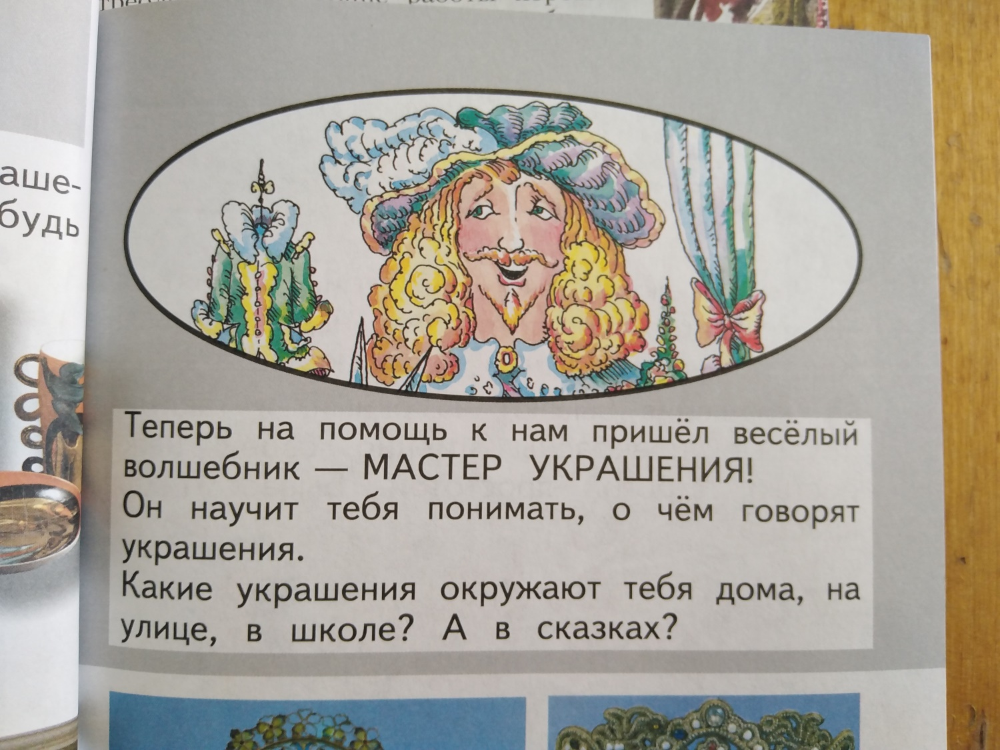 работы
аше-
будь
Теперь на помощь к нам пришёл весёлый
волшебник — МАСТЕР УКРАШЕНИЯ!
Он научит тебя понимать, о чём говорят
украшения.
Какие украшения окружают тебя дома, на
улице, в школе? А в сказках?